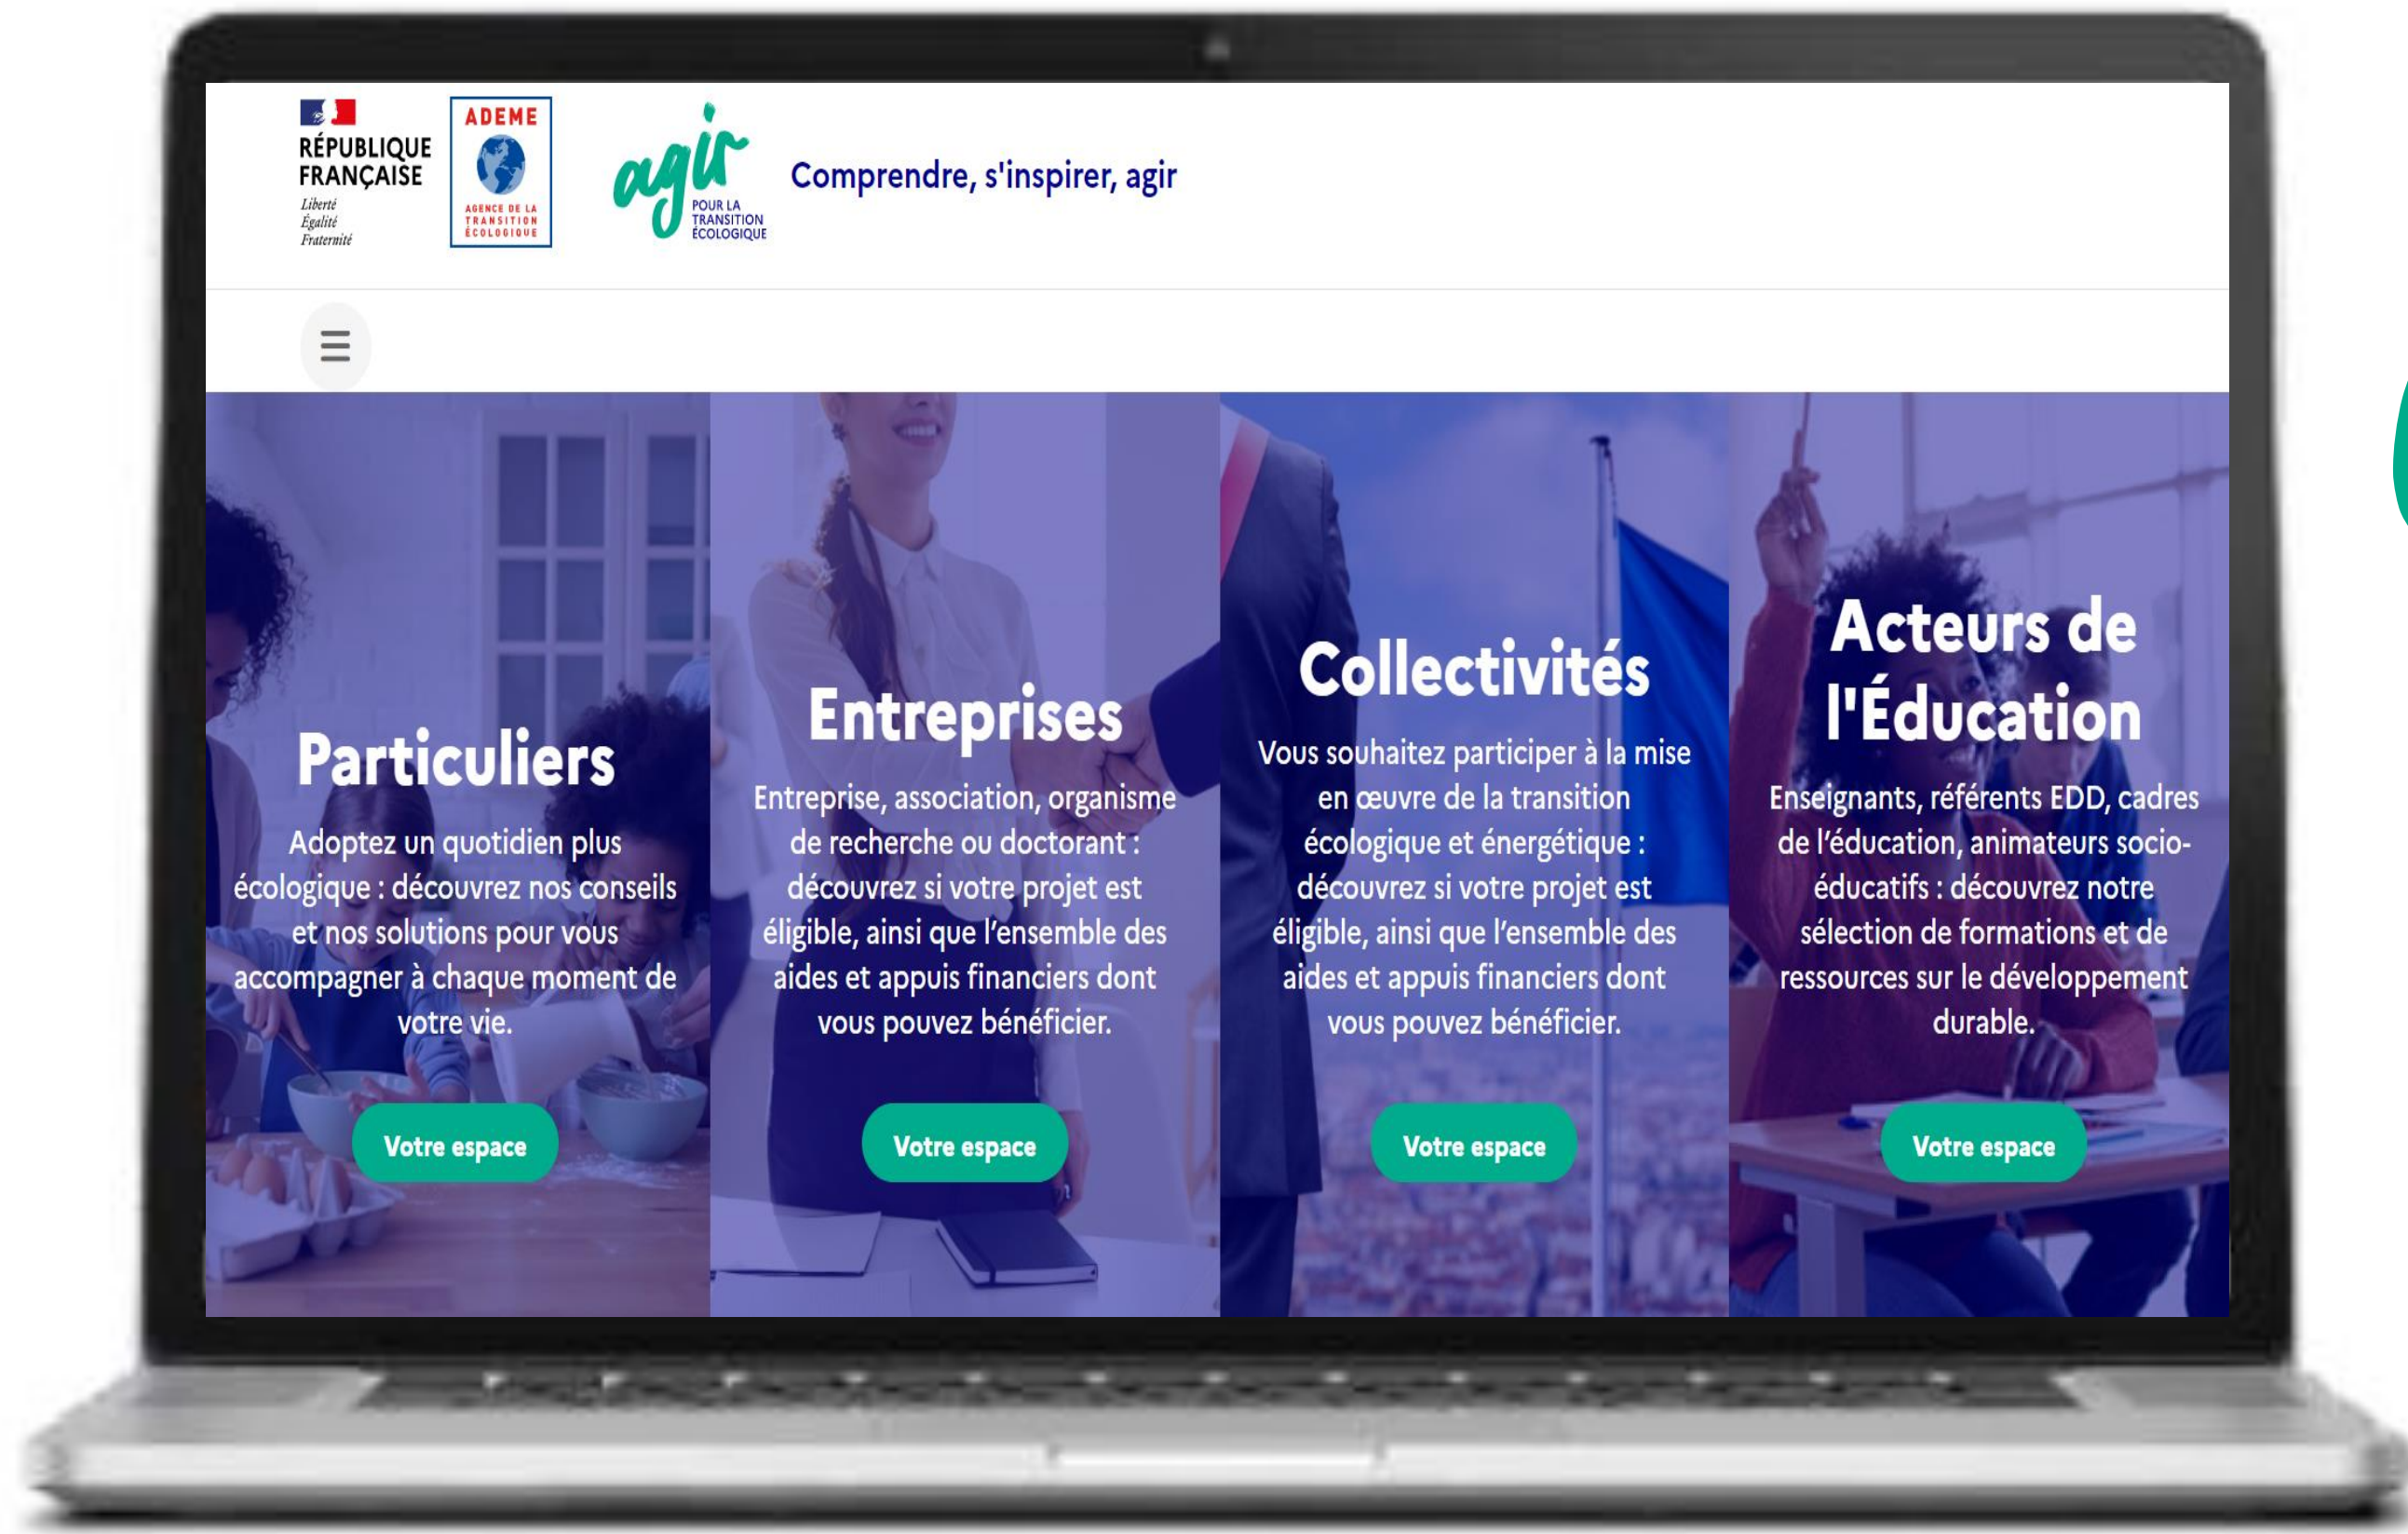 RÉPUBLIQUE
FRANÇAISE
Liberté
Égalité
Fraternité
ADEME
AGENCE DE LA
TRANSITION
ÉCOLOGIQUE
agir
POUR LA
TRANSITION
ÉCOLOGIQUE
Comprendre, s'inspirer, agir
Particuliers
Adoptez un quotidien plus
écologique : découvrez nos conseils
et nos solutions pour vous
accompagner à chaque moment de
votre vie.
Votre espace
Entreprises
Entreprise, association, organisme
de recherche ou doctorant :
découvrez si votre projet est
éligible, ainsi que l’ensemble des
aides et appuis financiers dont
vous pouvez bénéficier.
Votre espace
Collectivités
Vous souhaitez participer à la mise
en œuvre de la transition
écologique et énergétique :
découvrez si votre projet est
éligible, ainsi que l’ensemble des
aides et appuis financiers dont
vous pouvez bénéficier.
Votre espace
Acteurs de
l'Éducation
Enseignants, référents EDD, cadres
de l’éducation, animateurs socio-
éducatifs : découvrez notre
sélection de formations et de
ressources sur le développement
durable.
Votre espace